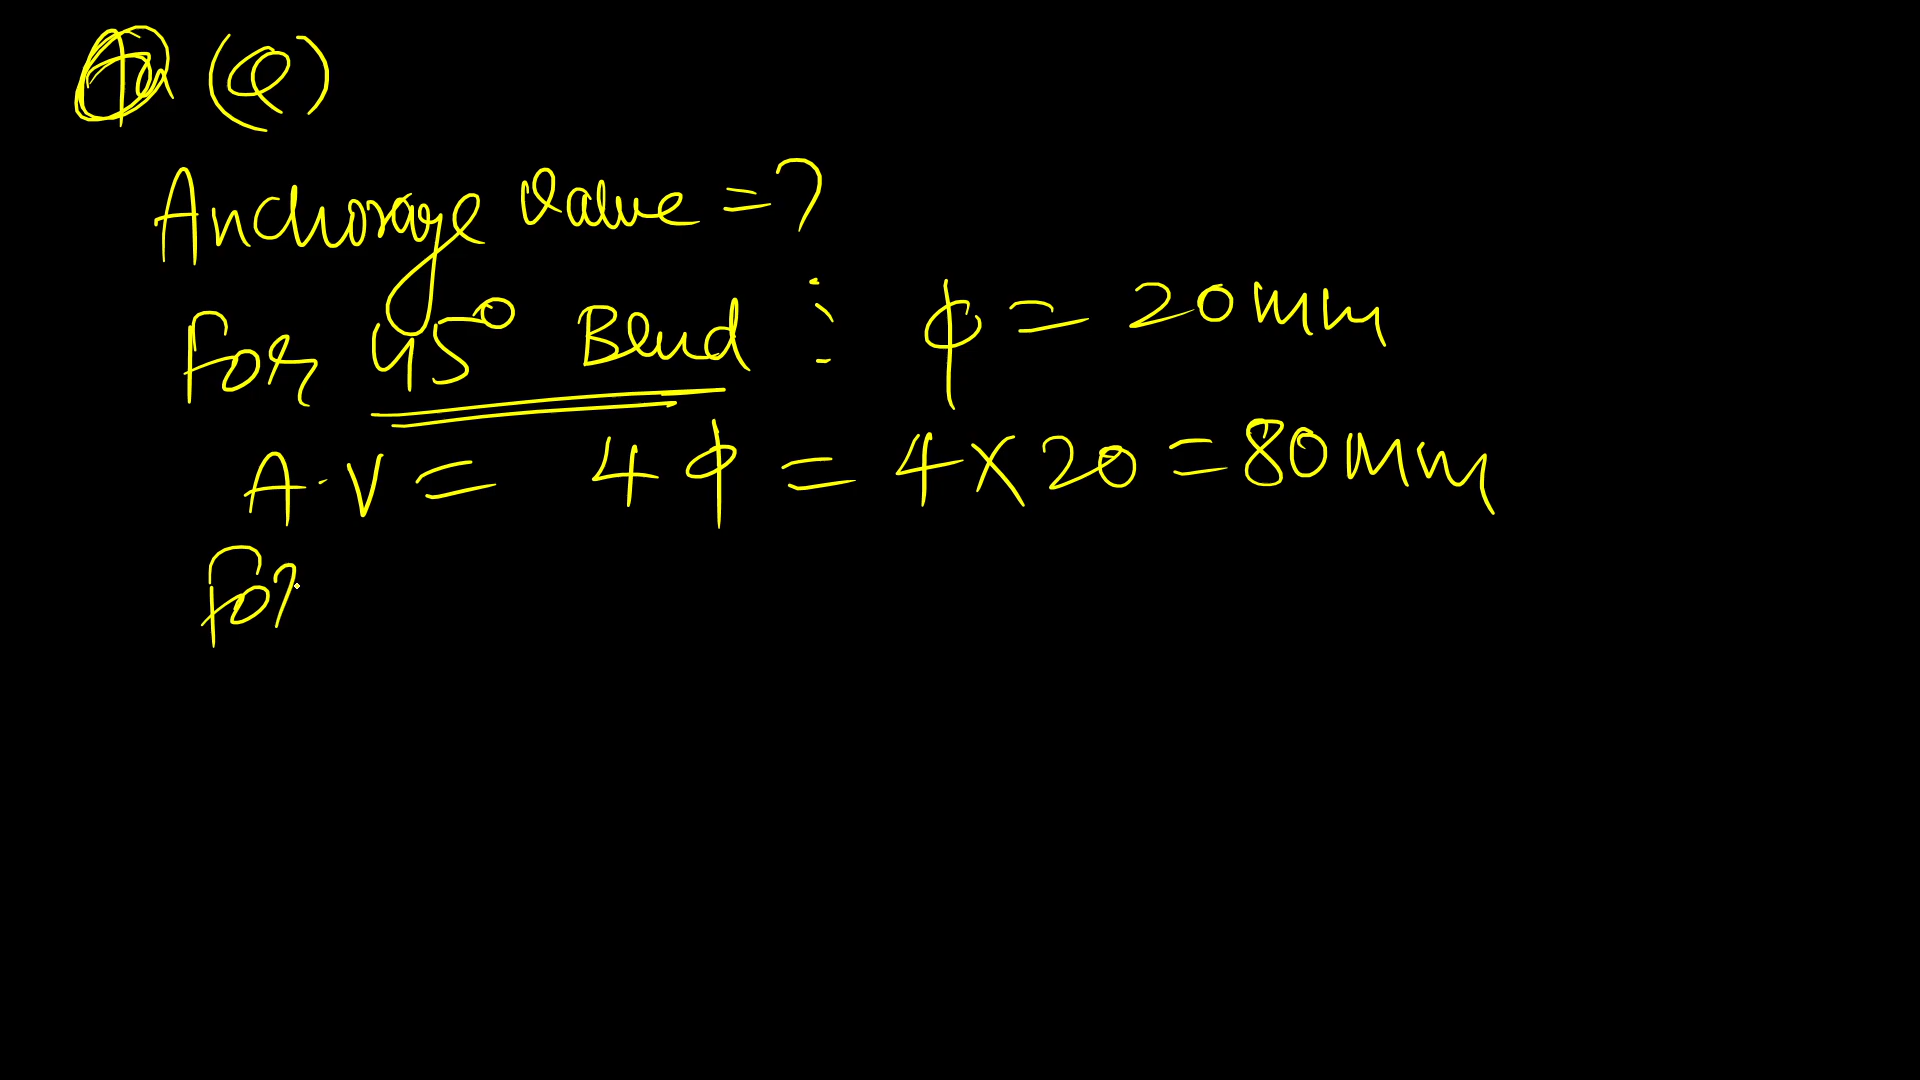 (Q)
Anchorage Value = ?
For 45° Bend : ϕ = 20mm
A.V = 4ϕ = 4 × 20 = 80mm
For